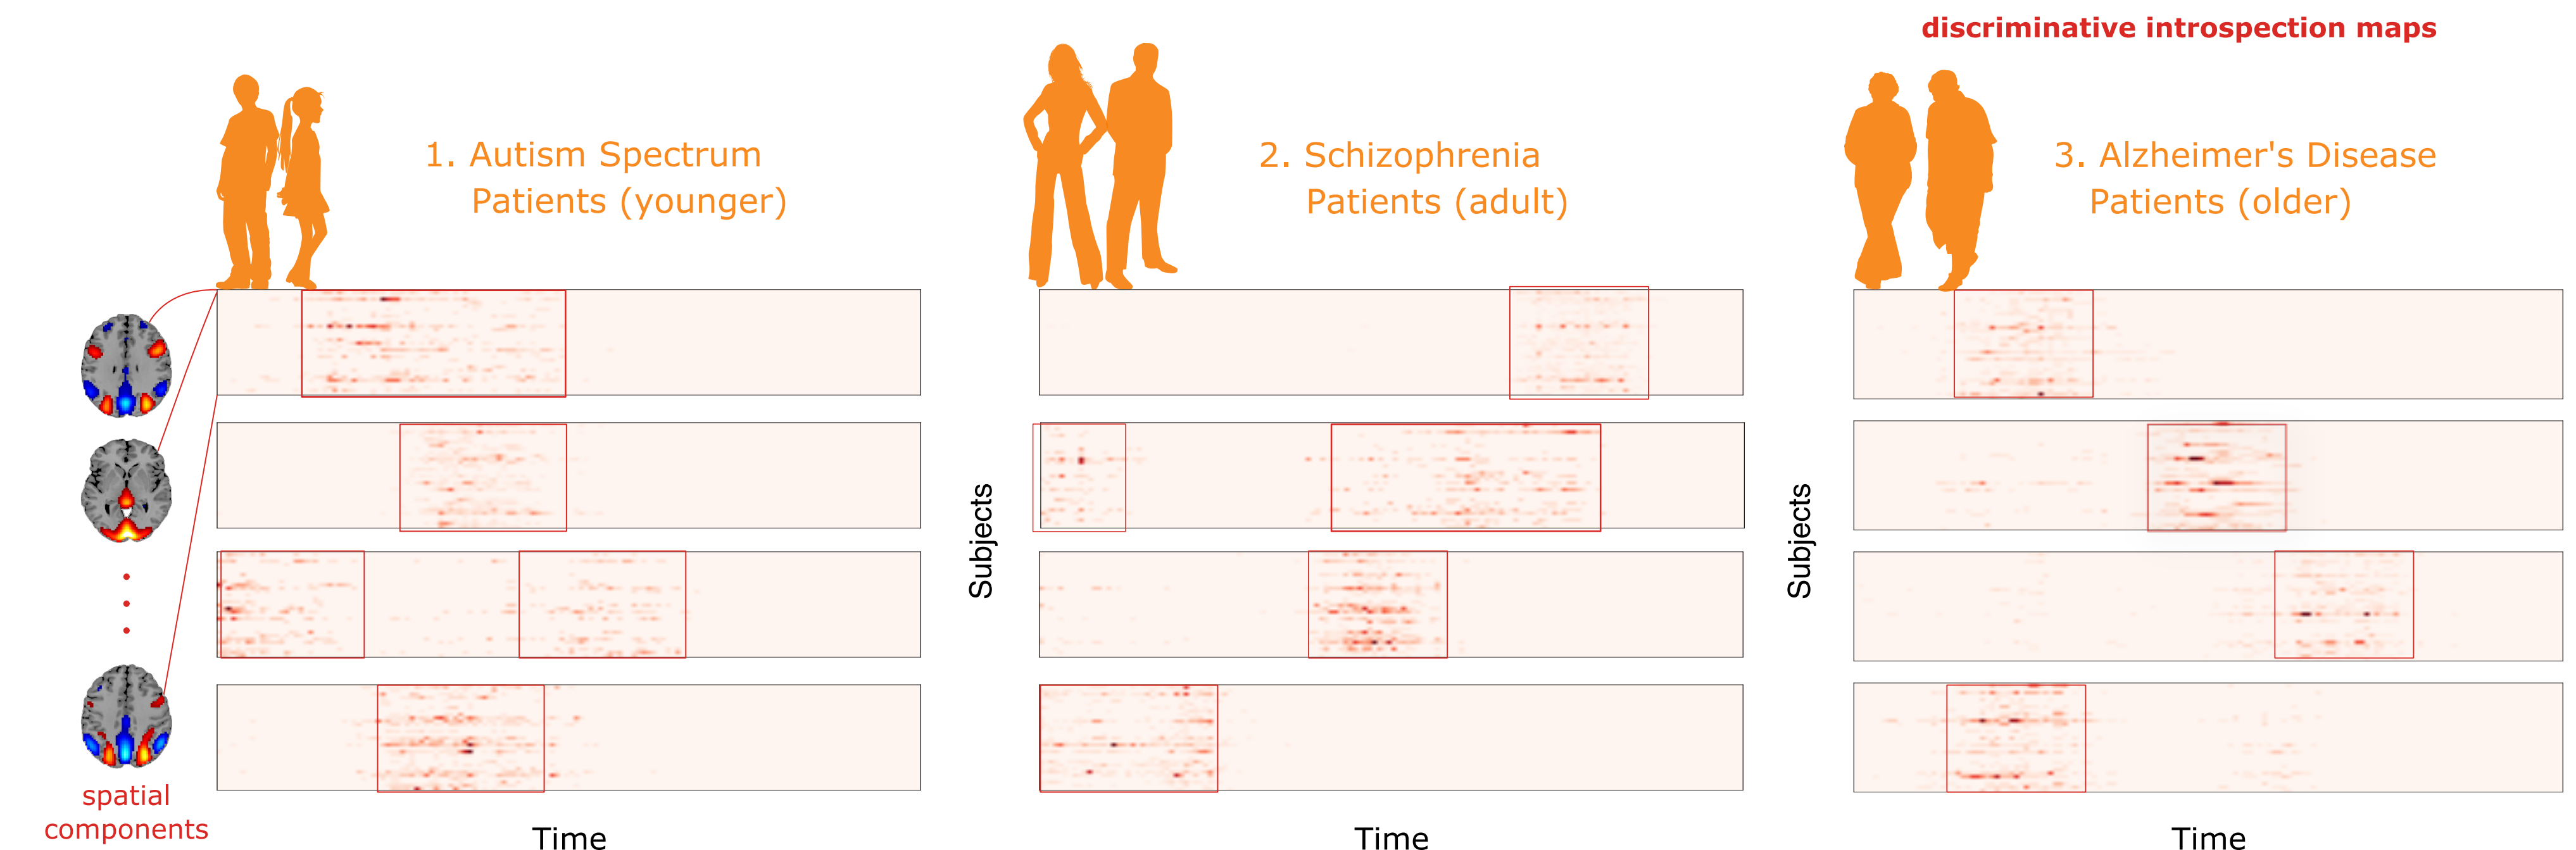 discriminative introspection maps
1. Autism Spectrum
Patients (younger)
2. Schizophrenia
Patients (adult)
3. Alzheimer's Disease
Patients (older)
Subjects
Subjects
spatial
components
Time
Time
Time